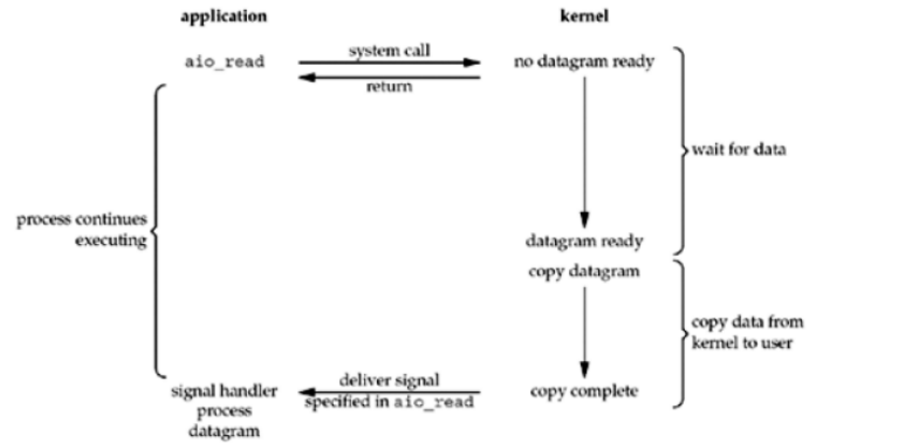 application
kernel
aio_read
system call
no datagram ready
return
wait for data
process continues
executing
datagram ready
copy datagram
copy data from
kernel to user
signal handler
process
datagram
deliver signal
specified in aio_read
copy complete